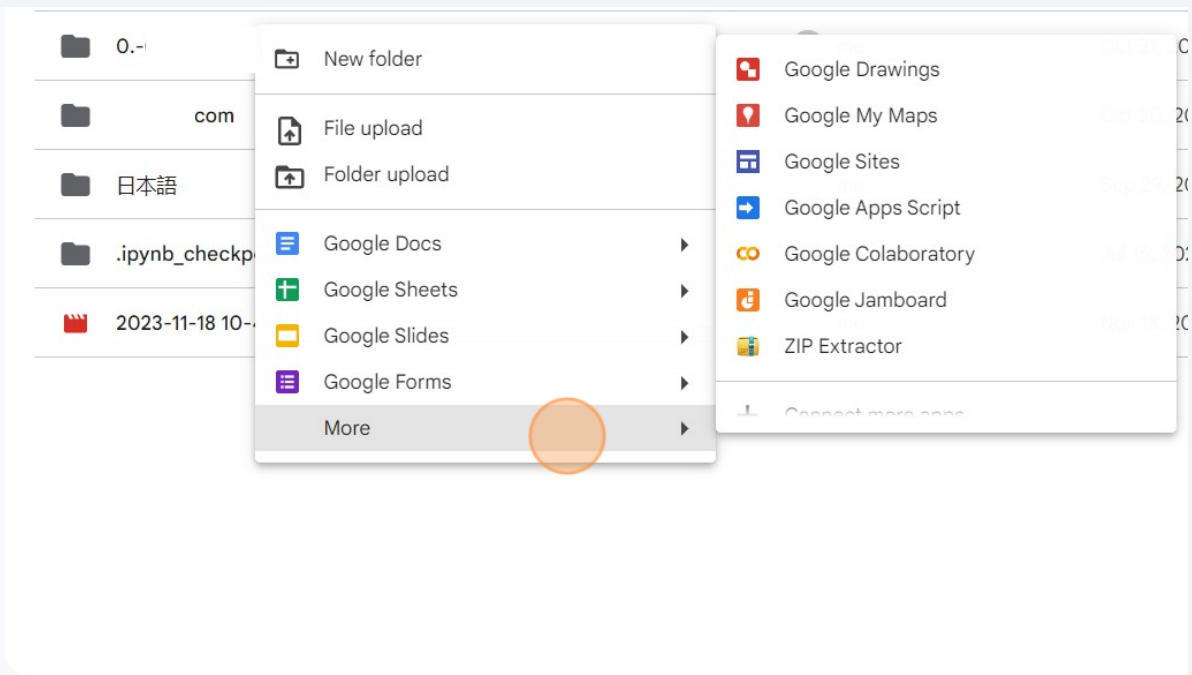 0.-
com
日本語
.ipynb_checkp
2023-11-18 10-
New folder
File upload
Folder upload
Google Docs
Google Sheets
Google Slides
Google Forms
More
Google Drawings
Google My Maps
Google Sites
Google Apps Script
Google Colaboratory
Google Jamboard
ZIP Extractor
Connect more apps